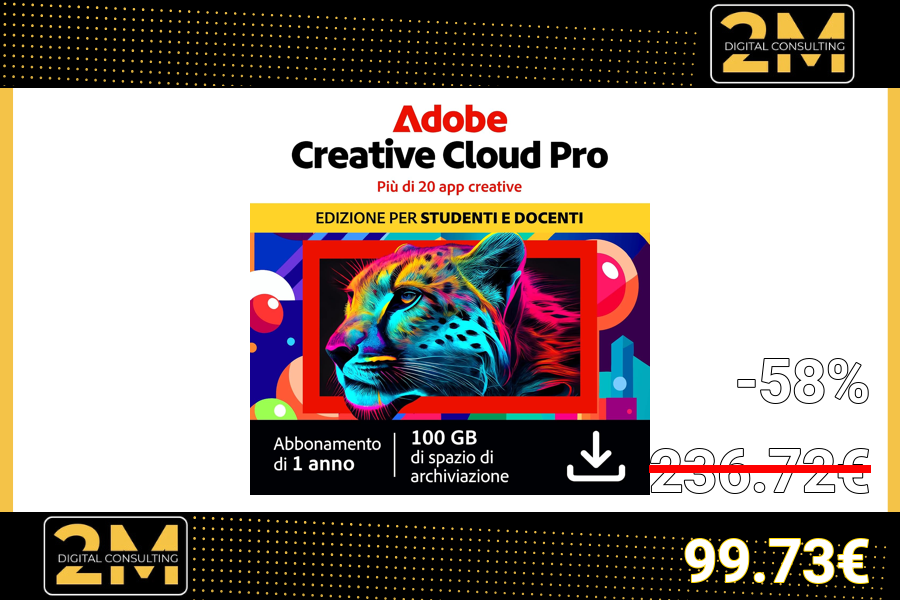 2M
DIGITAL CONSULTING
Adobe
Creative Cloud Pro
Più di 20 app creative
EDIZIONE PER STUDENTI E DOCENTI
Abbonamento
di 1 anno
100 GB
di spazio di
archiviazione
-58%
236.72€
2M
DIGITAL CONSULTING
99.73€